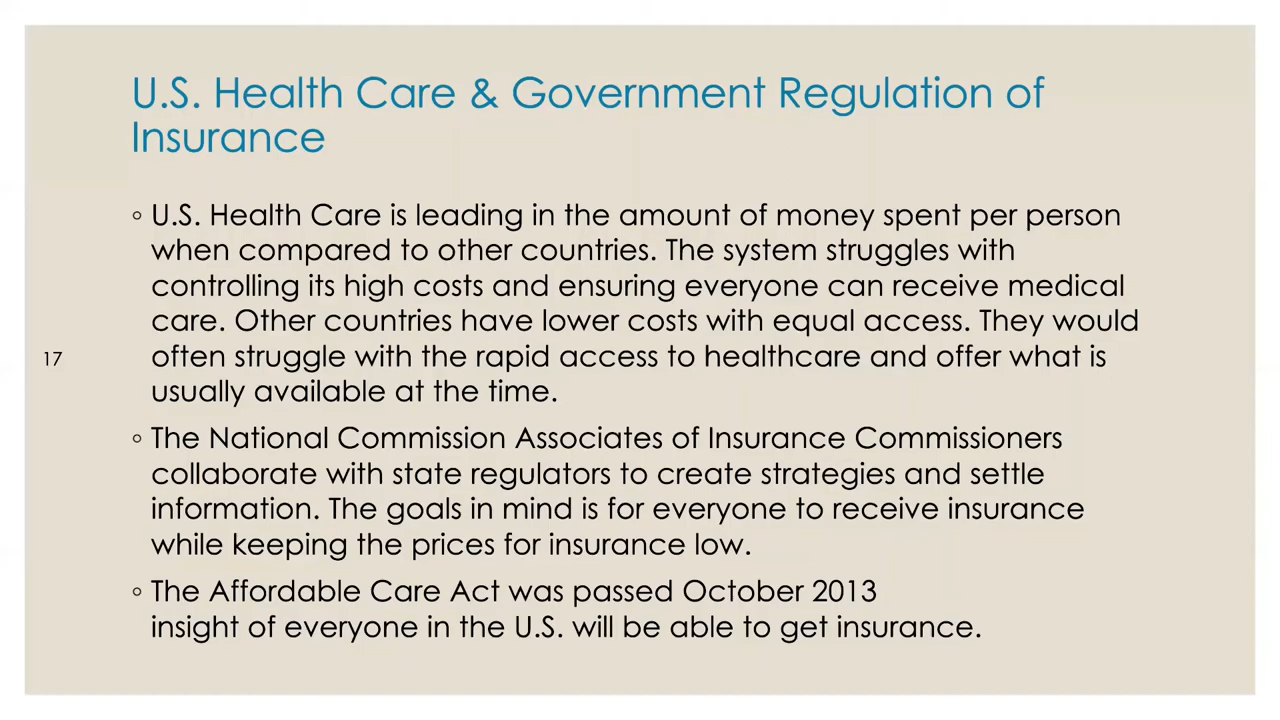 U.S. Health Care & Government Regulation of
Insurance
◦ U.S. Health Care is leading in the amount of money spent per person
when compared to other countries. The system struggles with
controlling its high costs and ensuring everyone can receive medical
care. Other countries have lower costs with equal access. They would
often struggle with the rapid access to healthcare and offer what is
usually available at the time.
◦ The National Commission Associates of Insurance Commissioners
collaborate with state regulators to create strategies and settle
information. The goals in mind is for everyone to receive insurance
while keeping the prices for insurance low.
◦ The Affordable Care Act was passed October 2013
insight of everyone in the U.S. will be able to get insurance.
17